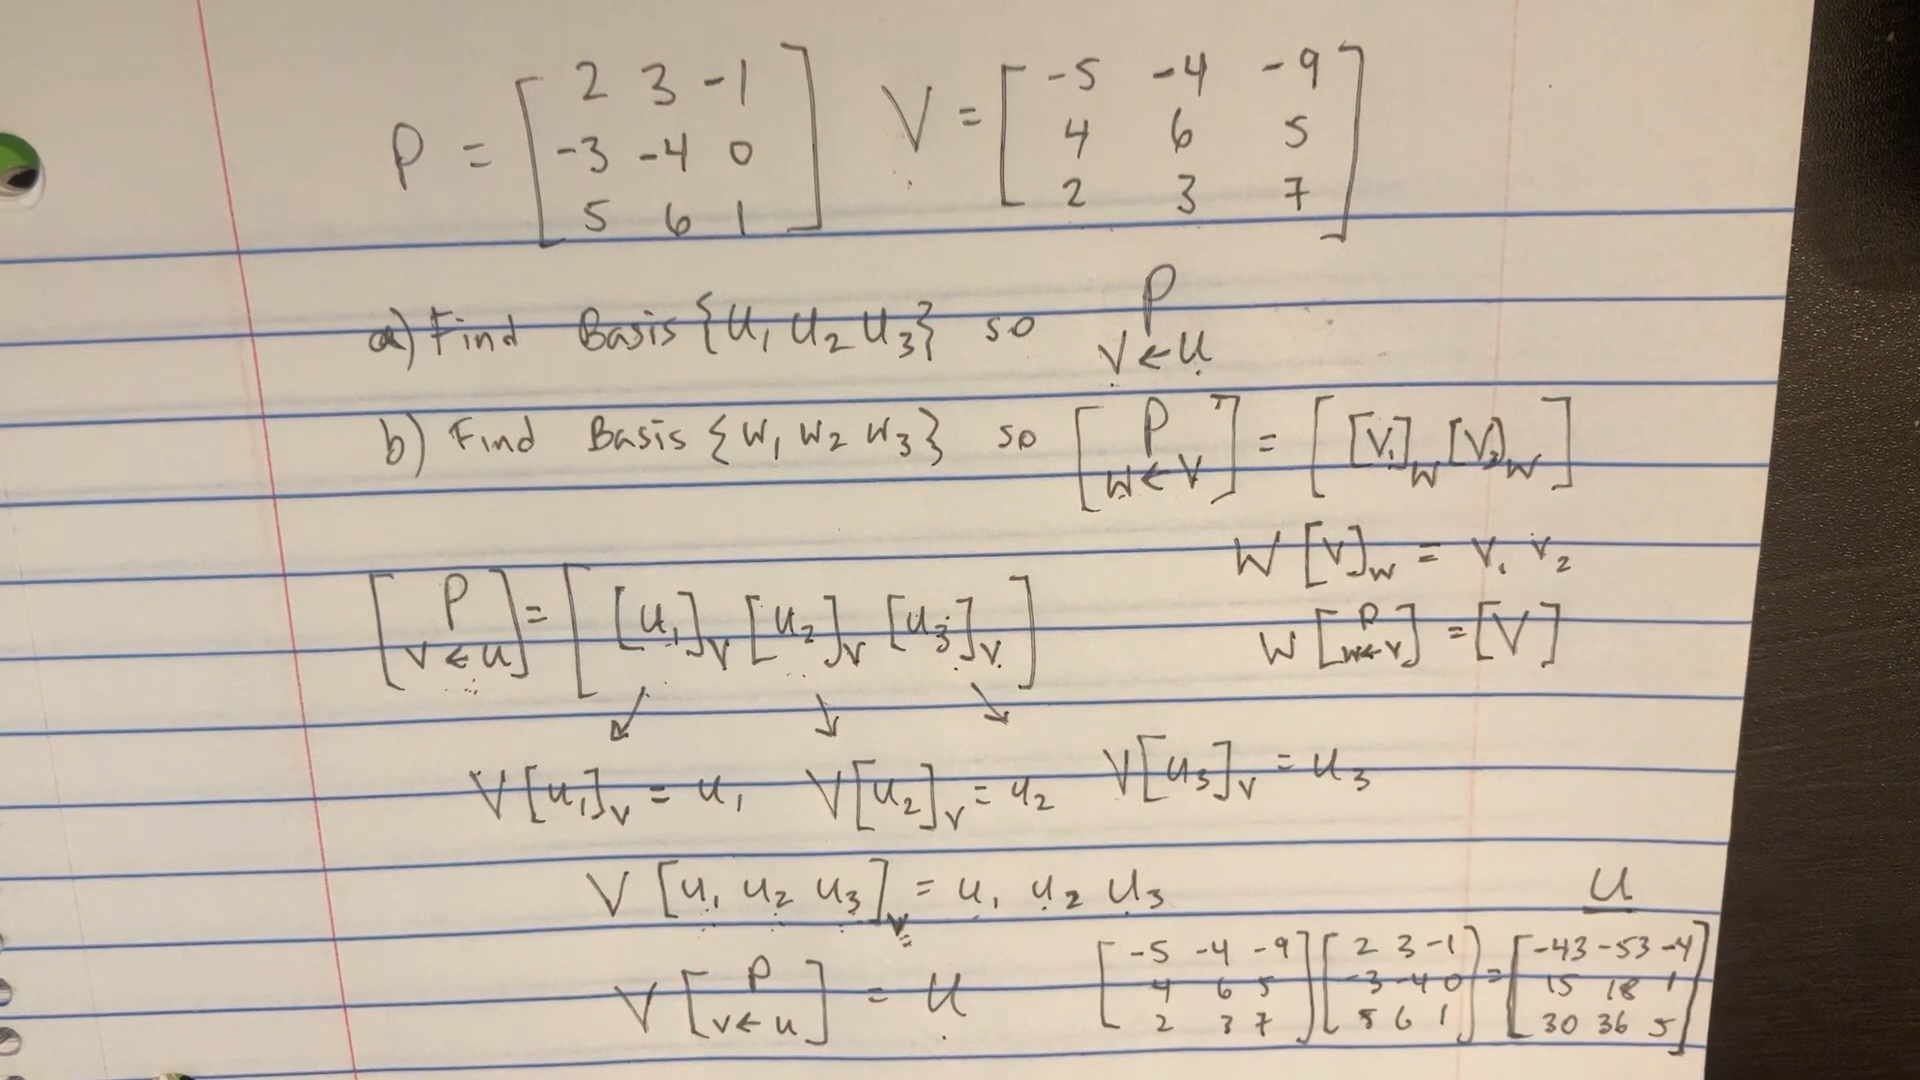 P = [ 2 3 -1 ] V = [ -5 -4 -9 ]
-3 -4 0 4 6 5
5 6 1 2 3 7
a) Find Basis {u₁ u₂ u₃} so P
V ← U
b) Find Basis {w₁ w₂ w₃} so [ P ] = [ [V₁]w [V₂]w ]
W ← V
W [V]w = v₁ v₂
[ P ] = [ [u₁]v [u₂]v [u₃]v ]
V ← U
W [ P ] = [V]
W ← V
V[u₁]v = u₁ V[u₂]v = u₂ V[u₃]v = u₃
V [u₁ u₂ u₃]v = u₁ u₂ u₃
U
V [ P ] = U
V ← U
[ -5 -4 -9 ] [ 2 3 -1 ] = [ -43 -53 -4 ]
4 6 5 -3 -4 0 15 18 1
2 3 7 5 6 1 30 36 5